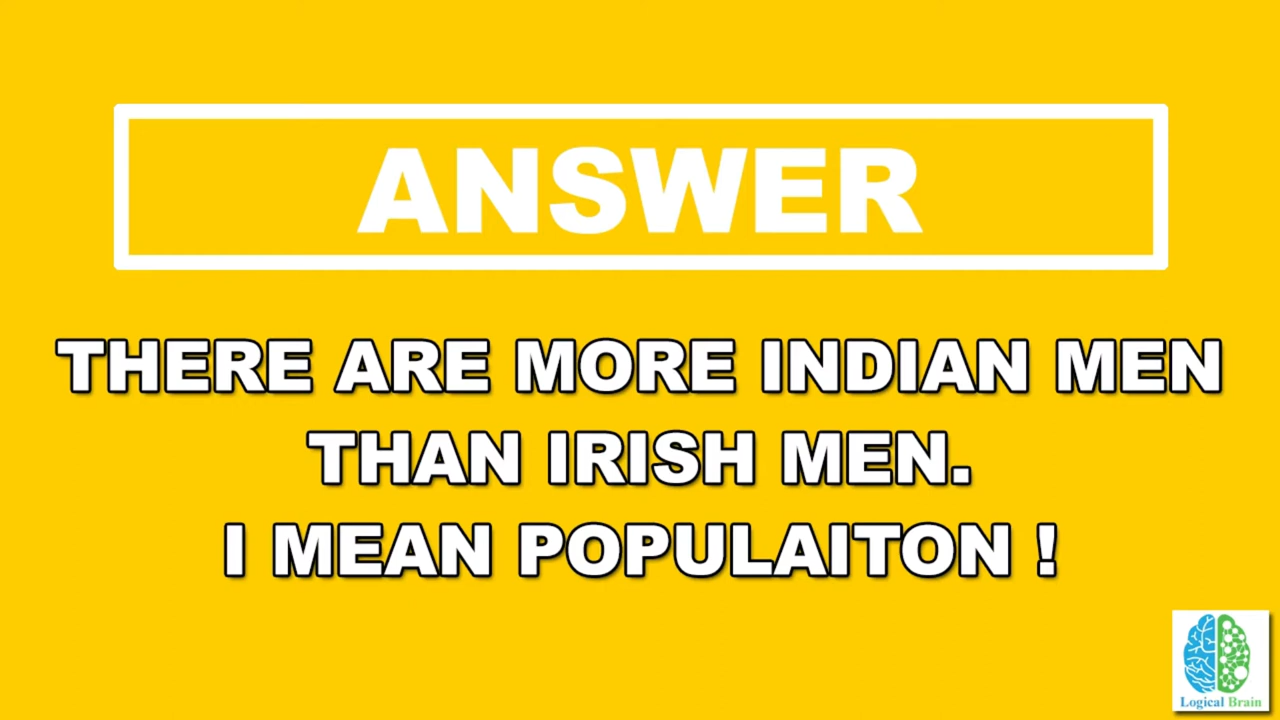 ANSWER
THERE ARE MORE INDIAN MEN
THAN IRISH MEN.
I MEAN POPULAITON !
Logical Brain